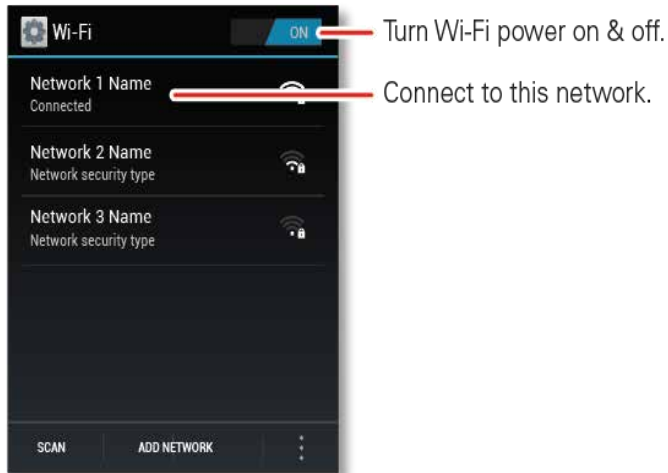 Wi-Fi
ON
Turn Wi-Fi power on & off.
Network 1 Name
Connected
Connect to this network.
Network 2 Name
Network security type
Network 3 Name
Network security type
SCAN
ADD NETWORK